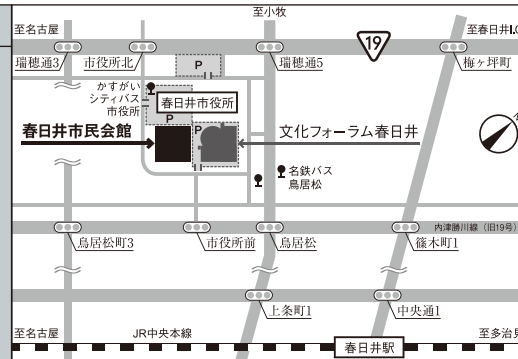 至小牧
至名古屋
19
至春日井I.C
瑞穂通3
市役所北
P
瑞穂通5
梅ヶ坪町
かすがい
シティバス
市役所
春日井市役所
P
春日井市民会館
P
文化フォーラム春日井
名鉄バス
鳥居松
内津勝川線（旧19号）
鳥居松町3
市役所前
鳥居松
篠木町1
上条町1
中央通1
至名古屋
JR中央本線
春日井駅
至多治見